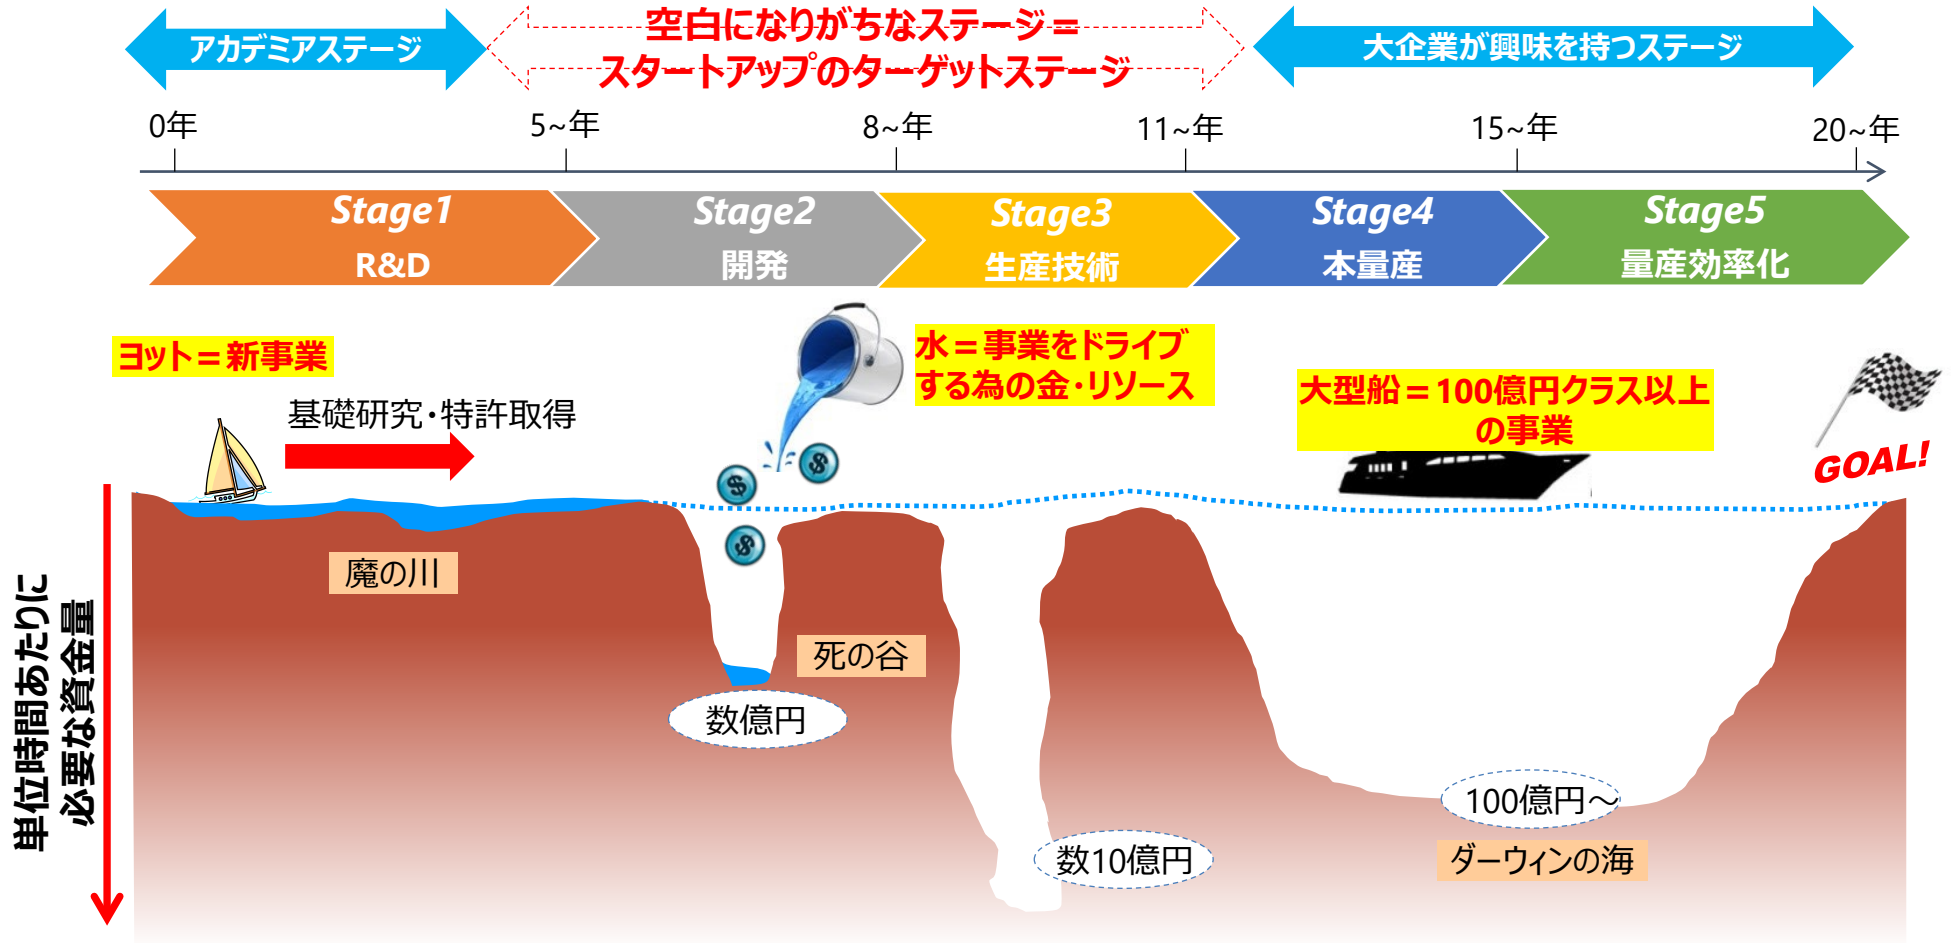 アカデミアステージ
空白になりがちなステージ＝
スタートアップのターゲットステージ
大企業が興味を持つステージ
0年
5~年
8~年
11~年
15~年
20~年
Stage1
R&D
Stage2
開発
Stage3
生産技術
Stage4
本量産
Stage5
量産効率化
ヨット＝新事業
基礎研究・特許取得
水＝事業をドライブ
する為の金・リソース
大型船＝100億円クラス以上
の事業
GOAL!
$
$
$
単位時間あたりに
必要な資金量
魔の川
死の谷
数億円
数10億円
100億円～
ダーウィンの海